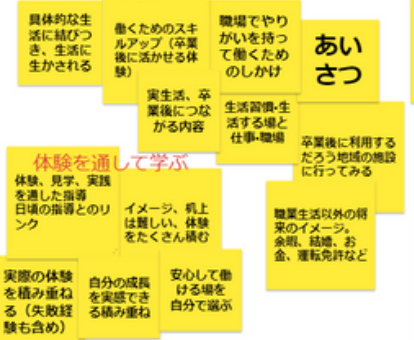 具体的な生
活に結びつ
き、生活に
生かされる
働くためのスキ
ルアップ（卒業
後に活かせる体
験）
職場でやり
がいを持っ
て働くため
のしかけ
あい
さつ
実生活、卒
業後につな
がる内容
生活習慣・生
活する場と
仕事・職場
卒業後に利用する
だろう地域の施設
に行ってみる
体験を通して学ぶ
体験、見学、実践
を通した指導
日頃の指導とのリ
ンク
イメージ、机上
は難しい、体験
をたくさん積む
職業生活以外の将
来のイメージ。
余暇、結婚、お
金、運転免許など
実際の体験
を積み重ね
る（失敗経
験も含め）
自分の成長
を実感でき
る積み重ね
安心して働
ける場を
自分で選ぶ